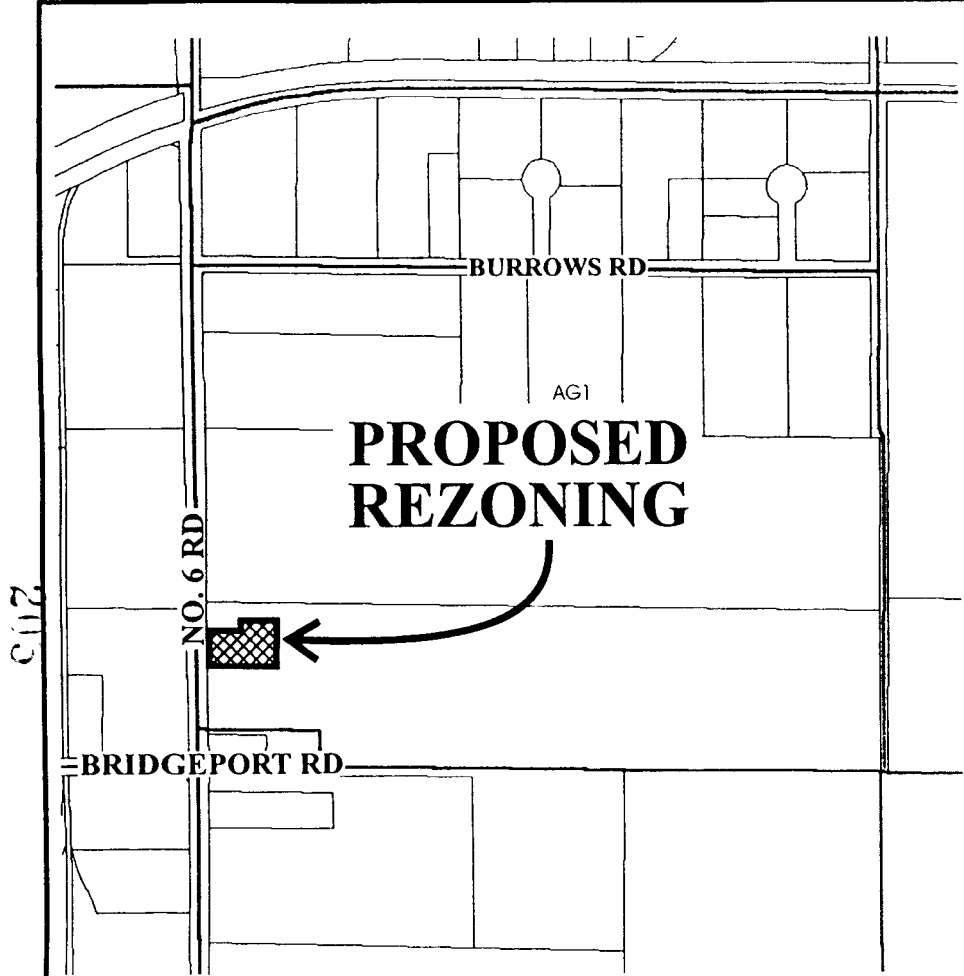 BURROWS RD
AG1
PROPOSED
REZONING
NO. 6 RD
BRIDGEPORT RD